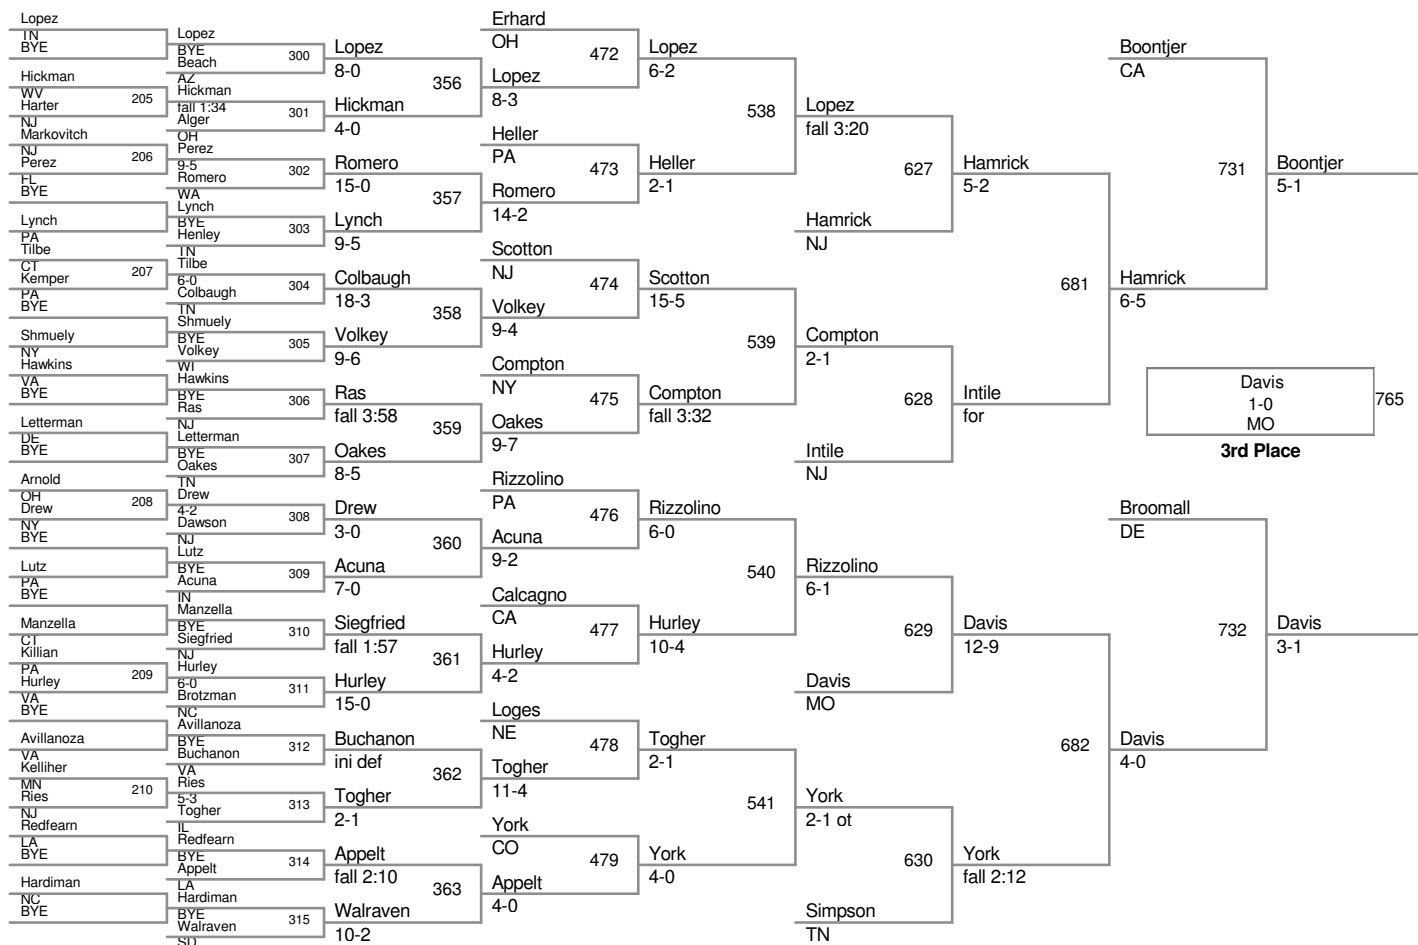 Lopez
TN
BYE
Hickman
WV
Harter
205
NJ
Markovitch
NJ
Perez
206
FL
BYE
Lynch
PA
Tilbe
CT
Kemper
207
PA
BYE
Shmuely
NY
Hawkins
VA
BYE
Letterman
DE
BYE
Arnold
OH
Drew
208
NY
BYE
Lutz
PA
BYE
Manzella
CT
Killian
PA
Hurley
209
VA
BYE
Avillanoza
VA
Kelliher
MN
Ries
210
NJ
Redfearn
LA
BYE
Hardiman
NC
BYE
Lopez
BYE
Beach
300
AZ
Hickman
fall 1:34
Alger
301
OH
Perez
9-5
Romero
302
WA
Lynch
BYE
Henley
303
TN
Tilbe
6-0
Colbaugh
304
TN
Shmuely
BYE
Volkey
305
WI
Hawkins
BYE
Ras
306
NJ
Letterman
BYE
Oakes
307
TN
Drew
4-2
Dawson
308
NJ
Lutz
BYE
Acuna
309
IN
Manzella
BYE
Siegfried
310
NJ
Hurley
6-0
Brotzman
311
NC
Avillanoza
BYE
Buchanon
312
VA
Ries
5-3
Togher
313
IL
Redfearn
BYE
Appelt
314
LA
Hardiman
BYE
Walraven
315
SD
Lopez
8-0
356
Hickman
4-0
Romero
15-0
357
Lynch
9-5
Colbaugh
18-3
358
Volkey
9-6
Ras
fall 3:58
359
Oakes
8-5
Drew
3-0
360
Acuna
7-0
Siegfried
fall 1:57
361
Hurley
15-0
Buchanon
ini def
362
Togher
2-1
Appelt
fall 2:10
363
Walraven
10-2
Erhard
OH
472
Lopez
8-3
Heller
PA
473
Romero
14-2
Scotton
NJ
474
Volkey
9-4
Compton
NY
475
Oakes
9-7
Rizzolino
PA
476
Acuna
9-2
Calcagno
CA
477
Hurley
4-2
Loges
NE
478
Togher
11-4
York
CO
479
Appelt
4-0
Lopez
6-2
538
Heller
2-1
Scotton
15-5
539
Compton
fall 3:32
Rizzolino
6-0
540
Hurley
10-4
Togher
2-1
541
York
4-0
Lopez
fall 3:20
627
Hamrick
NJ
Compton
2-1
628
Intile
NJ
Rizzolino
6-1
629
Davis
MO
York
2-1 ot
630
Simpson
TN
Hamrick
5-2
681
Intile
for
Davis
12-9
682
York
fall 2:12
Boontjer
CA
731
Hamrick
6-5
Broomall
DE
732
Davis
4-0
Boontjer
5-1
Davis
1-0
MO
765
3rd Place
Davis
3-1